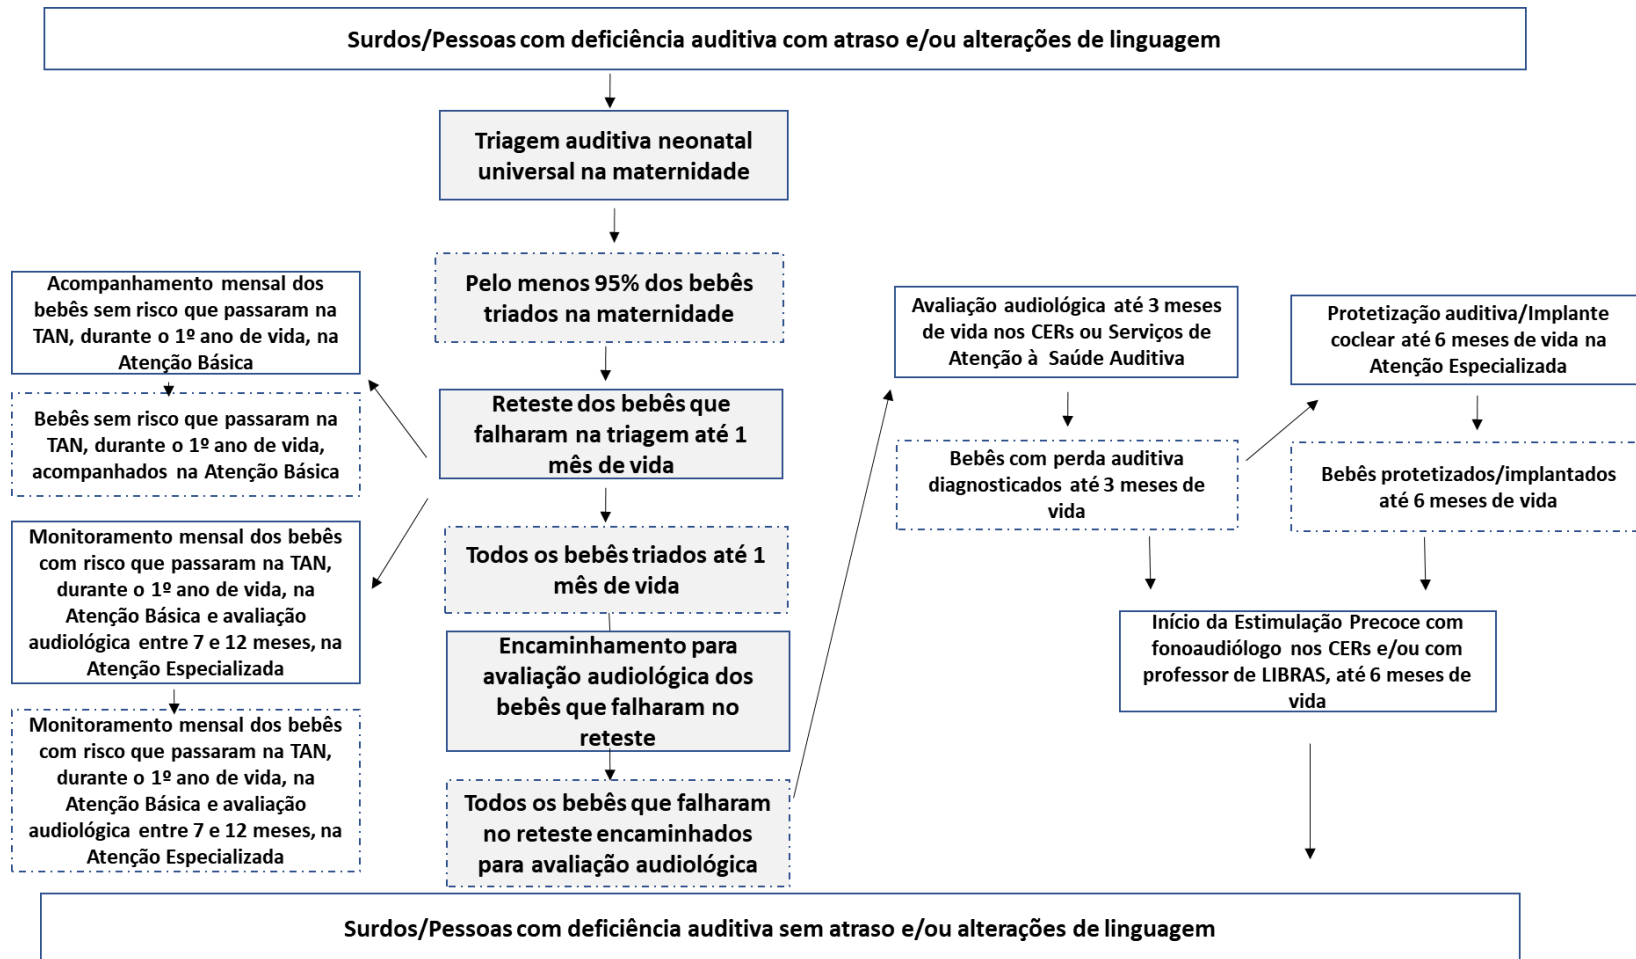 Surdos/Pessoas com deficiência auditiva com atraso e/ou alterações de linguagem
Triagem auditiva neonatal
universal na maternidade
Pelo menos 95% dos bebês
triados na maternidade
Reteste dos bebês que
falharam na triagem até 1
mês de vida
Todos os bebês triados até 1
mês de vida
Encaminhamento para
avaliação audiológica dos
bebês que falharam no
reteste
Todos os bebês que falharam
no reteste encaminhados
para avaliação audiológica
Acompanhamento mensal dos
bebês sem risco que passaram na
TAN, durante o 1º ano de vida, na
Atenção Básica
Bebês sem risco que passaram na
TAN, durante o 1º ano de vida,
acompanhados na Atenção Básica
Monitoramento mensal dos bebês
com risco que passaram na TAN,
durante o 1º ano de vida, na
Atenção Básica e avaliação
audiológica entre 7 e 12 meses, na
Atenção Especializada
Monitoramento mensal dos bebês
com risco que passaram na TAN,
durante o 1º ano de vida, na
Atenção Básica e avaliação
audiológica entre 7 e 12 meses, na
Atenção Especializada
Avaliação audiológica até 3 meses
de vida nos CERs ou Serviços de
Atenção à Saúde Auditiva
Bebês com perda auditiva
diagnosticados até 3 meses de
vida
Protetização auditiva/Implante
coclear até 6 meses de vida na
Atenção Especializada
Bebês protetizados/implantados
até 6 meses de vida
Início da Estimulação Precoce com
fonoaudiólogo nos CERs e/ou com
professor de LIBRAS, até 6 meses de
vida
Surdos/Pessoas com deficiência auditiva sem atraso e/ou alterações de linguagem